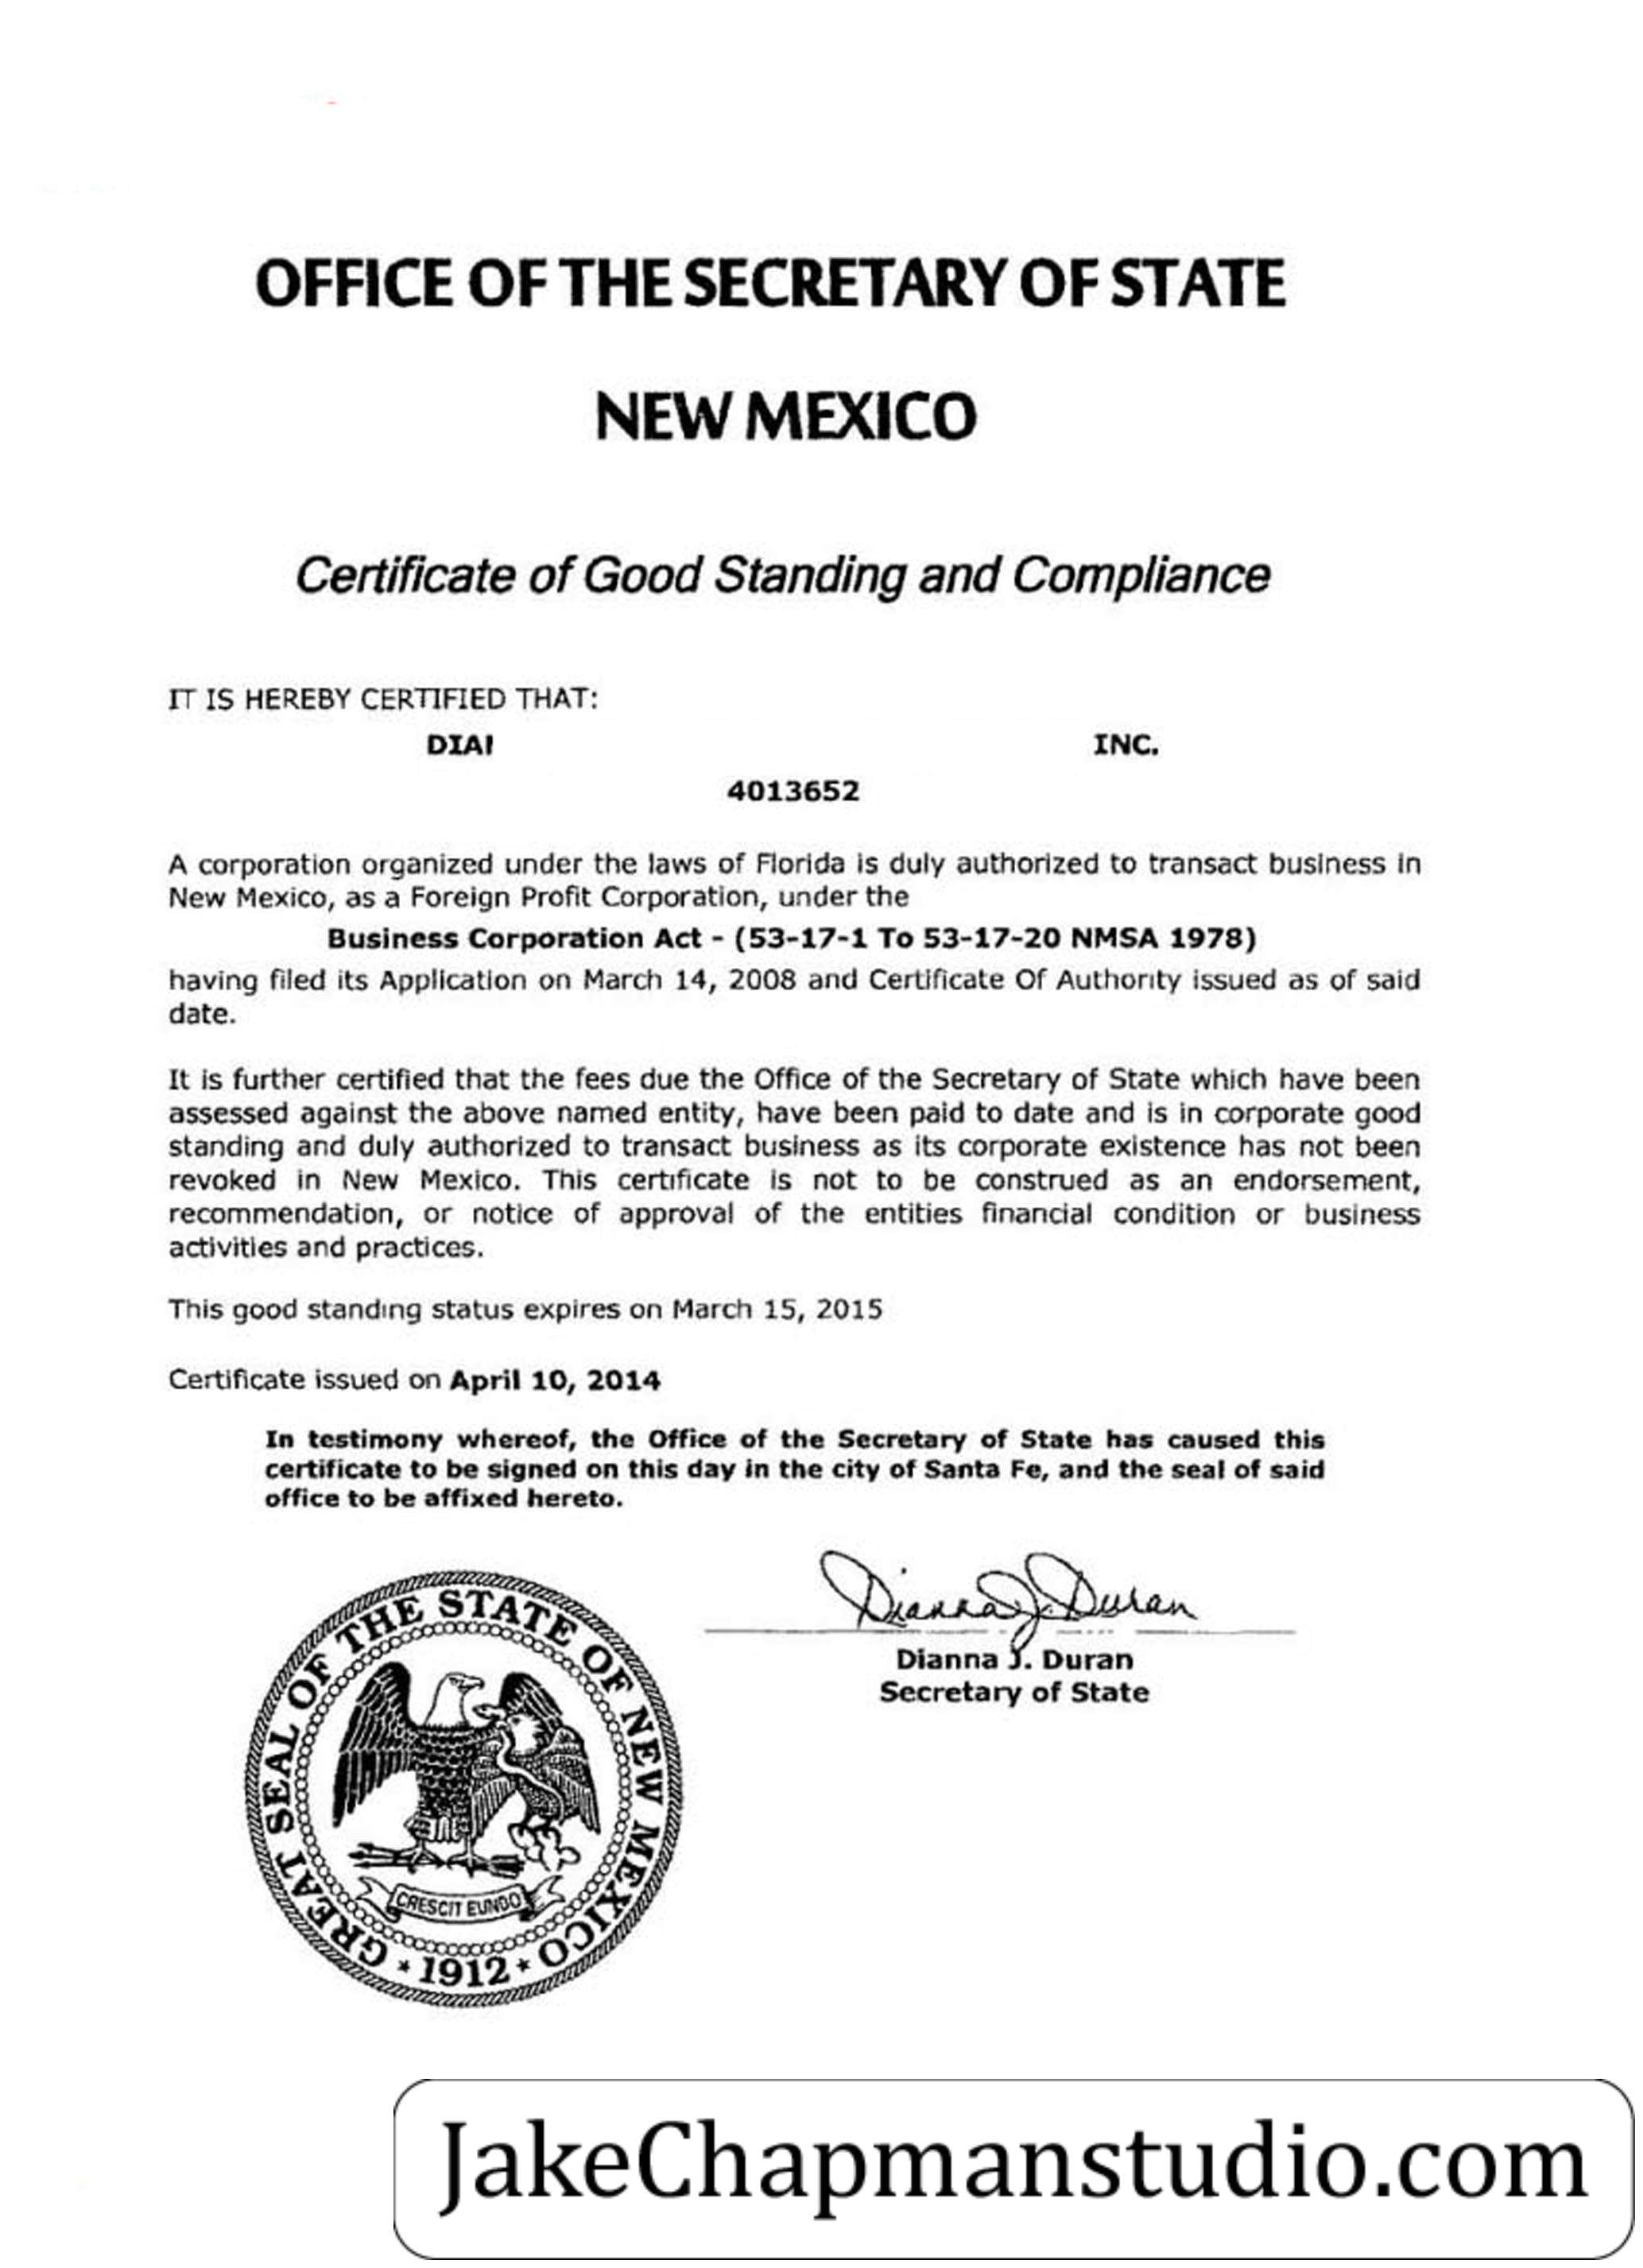 OFFICE OF THE SECRETARY OF STATE
NEW MEXICO
Certificate of Good Standing and Compliance
IT IS HEREBY CERTIFIED THAT:
INC.
4013652
A corporation organized under the laws of Florida is duly authorized to transact business in
New Mexico, as a Foreign Profit Corporation, under the
Business Corporation Act - (53-17-1 To 53-17-20 NMSA 1978)
having filed its Application on March 14, 2008 and Certificate Of Authority issued as of said
date.
It is further certified that the fees due the Office of the Secretary of State which have been
assessed against the above named entity, have been paid to date and is in corporate good
standing and duly authorized to transact business as its corporate existence has not been
revoked in New Mexico. This certificate is not to be construed as an endorsement,
recommendation, or notice of approval of the entities financial condition or business
activities and practices.
This good standing status expires on March 15, 2015
Certificate issued on April 10, 2014
In testimony whereof, the Office of the Secretary of State has caused this
certificate to be signed on this day in the city of Santa Fe, and the seal of said
office to be affixed hereto.
Dianna J. Duran
Dianna J. Duran
Secretary of State
GREAT SEAL OF THE STATE OF NEW MEXICO
CRESCIT EUNDO
* 1912 *
JakeChapmanstudio.com